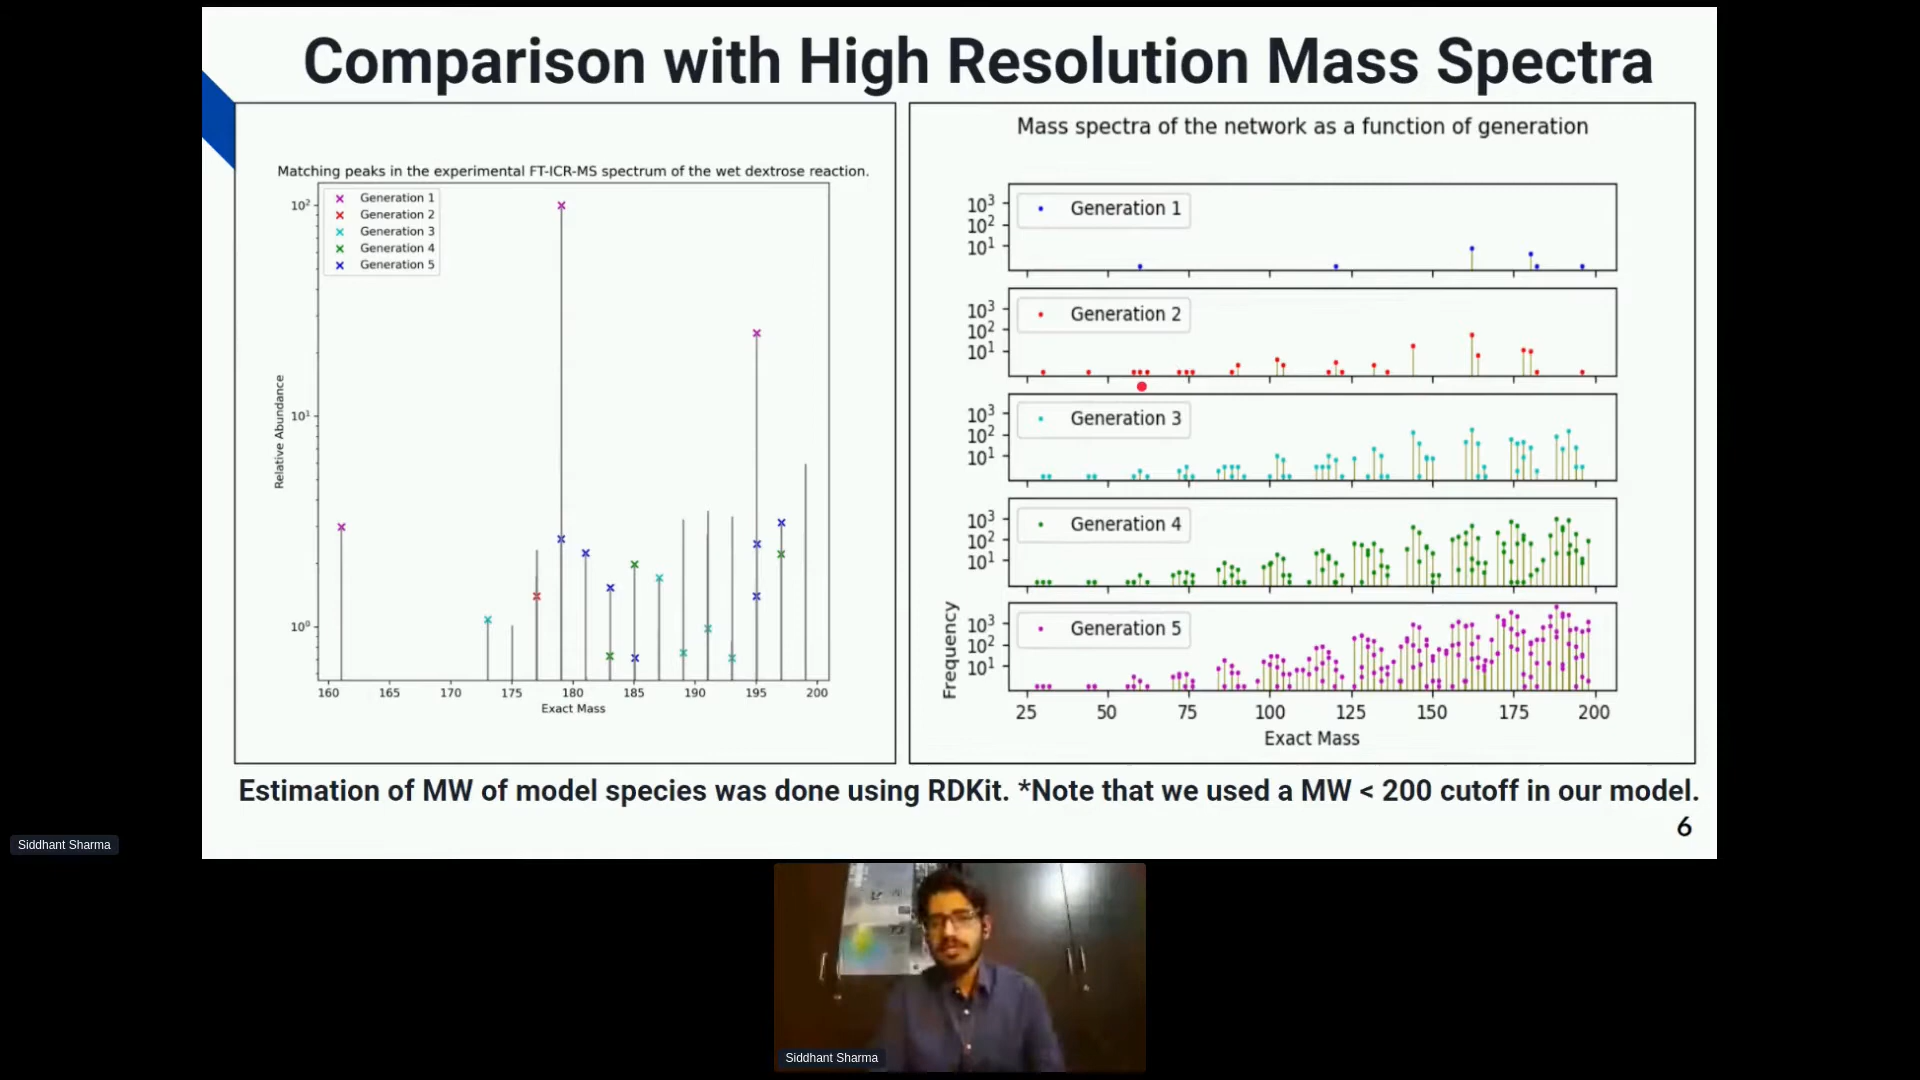 Comparison with High Resolution Mass Spectra
Matching peaks in the experimental FT-ICR-MS spectrum of the wet dextrose reaction.
Generation 1
Generation 2
Generation 3
Generation 4
Generation 5
10²
10¹
10⁰
Relative Abundance
160 165 170 175 180 185 190 195 200
Exact Mass
Mass spectra of the network as a function of generation
10³
10²
10¹
Generation 1
10³
10²
10¹
Generation 2
10³
10²
10¹
Generation 3
10³
10²
10¹
Generation 4
10³
10²
10¹
Generation 5
Frequency
25 50 75 100 125 150 175 200
Exact Mass
Estimation of MW of model species was done using RDKit. *Note that we used a MW < 200 cutoff in our model.
6
Siddhant Sharma
Siddhant Sharma